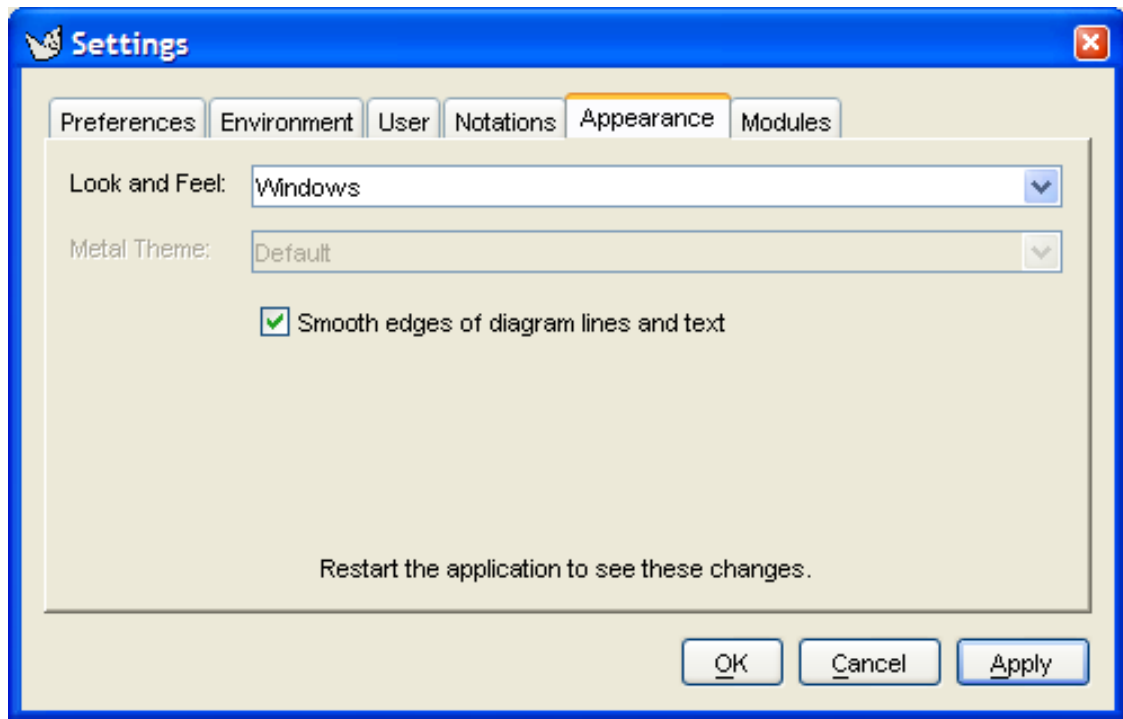 Settings
Preferences Environment User Notations Appearance Modules
Look and Feel: Windows
Metal Theme: Default
Smooth edges of diagram lines and text
Restart the application to see these changes.
OK Cancel Apply